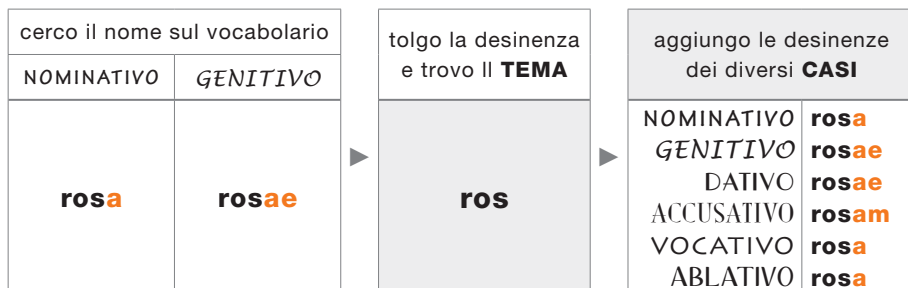 cerco il nome sul vocabolario
NOMINATIVO GENITIVO
rosa rosae
tolgo la desinenza
e trovo Il TEMA
ros
aggiungo le desinenze
dei diversi CASI
NOMINATIVO rosa
GENITIVO rosae
DATIVO rosae
ACCUSATIVO rosam
VOCATIVO rosa
ABLATIVO rosa